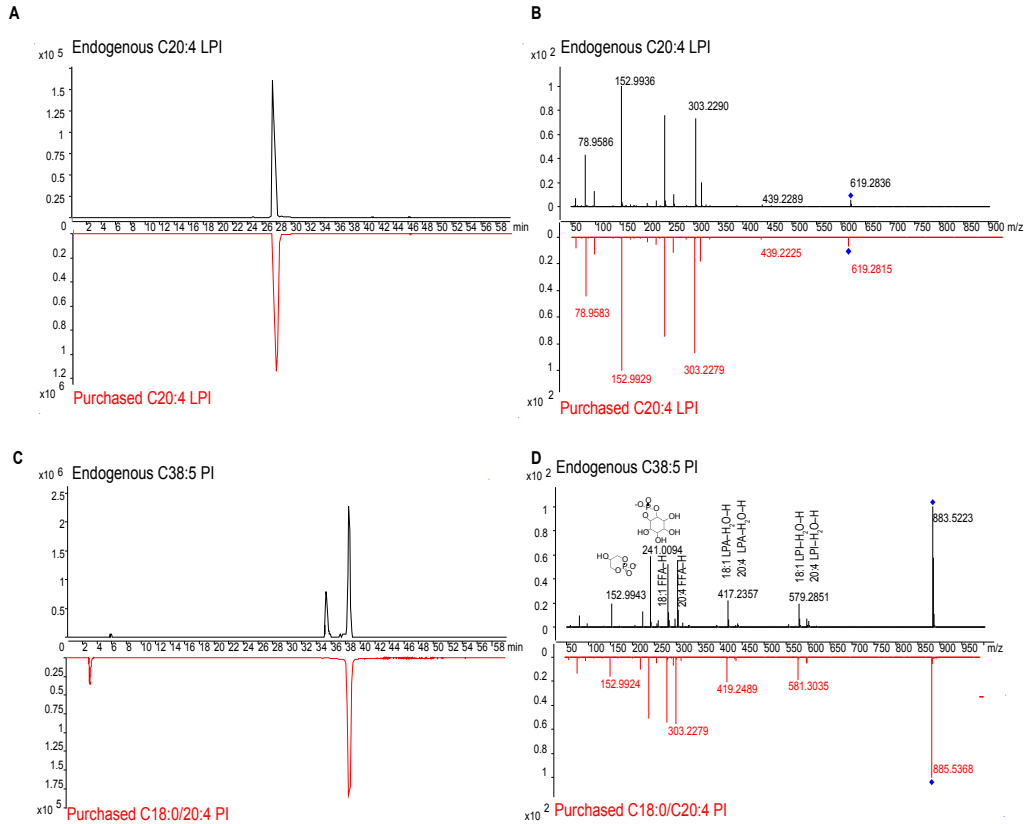 A
Endogenous C20:4 LPI
x10 5
1.5
1.25
1
0.75
0.5
0.25
2 4 6 8 10 12 14 16 18 20 22 24 26 28 30 32 34 36 38 40 42 44 46 48 50 52 54 56 58 min
0
0.2
0.4
0.6
0.8
1
1.2
x10 6
Purchased C20:4 LPI
B
x10 2
Endogenous C20:4 LPI
152.9936
303.2290
78.9586
439.2289
619.2836
1
0.8
0.6
0.4
0.2
0
50 100 150 200 250 300 350 400 450 500 550 600 650 700 750 800 850 900 m/z
0
0.2
0.4
0.6
0.8
1
x10 2
439.2225
619.2815
78.9583
303.2279
152.9929
Purchased C20:4 LPI
C
x10 6
Endogenous C38:5 PI
2.5
2
1.5
1
0.5
0
2 4 6 8 10 12 14 16 18 20 22 24 26 28 30 32 34 36 38 40 42 44 46 48 50 52 54 56 58 min
0.25
0.5
0.75
1
1.25
1.5
1.75
x10 5
Purchased C18:0/20:4 PI
D
Endogenous C38:5 PI
x10 2
1
0.8
0.6
0.4
0.2
0
HO
O
P
O
O
O-
152.9943
-O
O
P
O
OH
HO
OH
OH
OH
241.0094
18:1 FFA–H
20:4 FFA–H
18:1 LPA–H2O–H
20:4 LPA–H2O–H
417.2357
18:1 LPI–H2O–H
20:4 LPI–H2O–H
579.2851
883.5223
50 100 150 200 250 300 350 400 450 500 550 600 650 700 750 800 850 900 950 m/z
0
0.2
0.4
0.6
0.8
1
x10 2
152.9924
303.2279
419.2489
581.3035
885.5368
Purchased C18:0/C20:4 PI